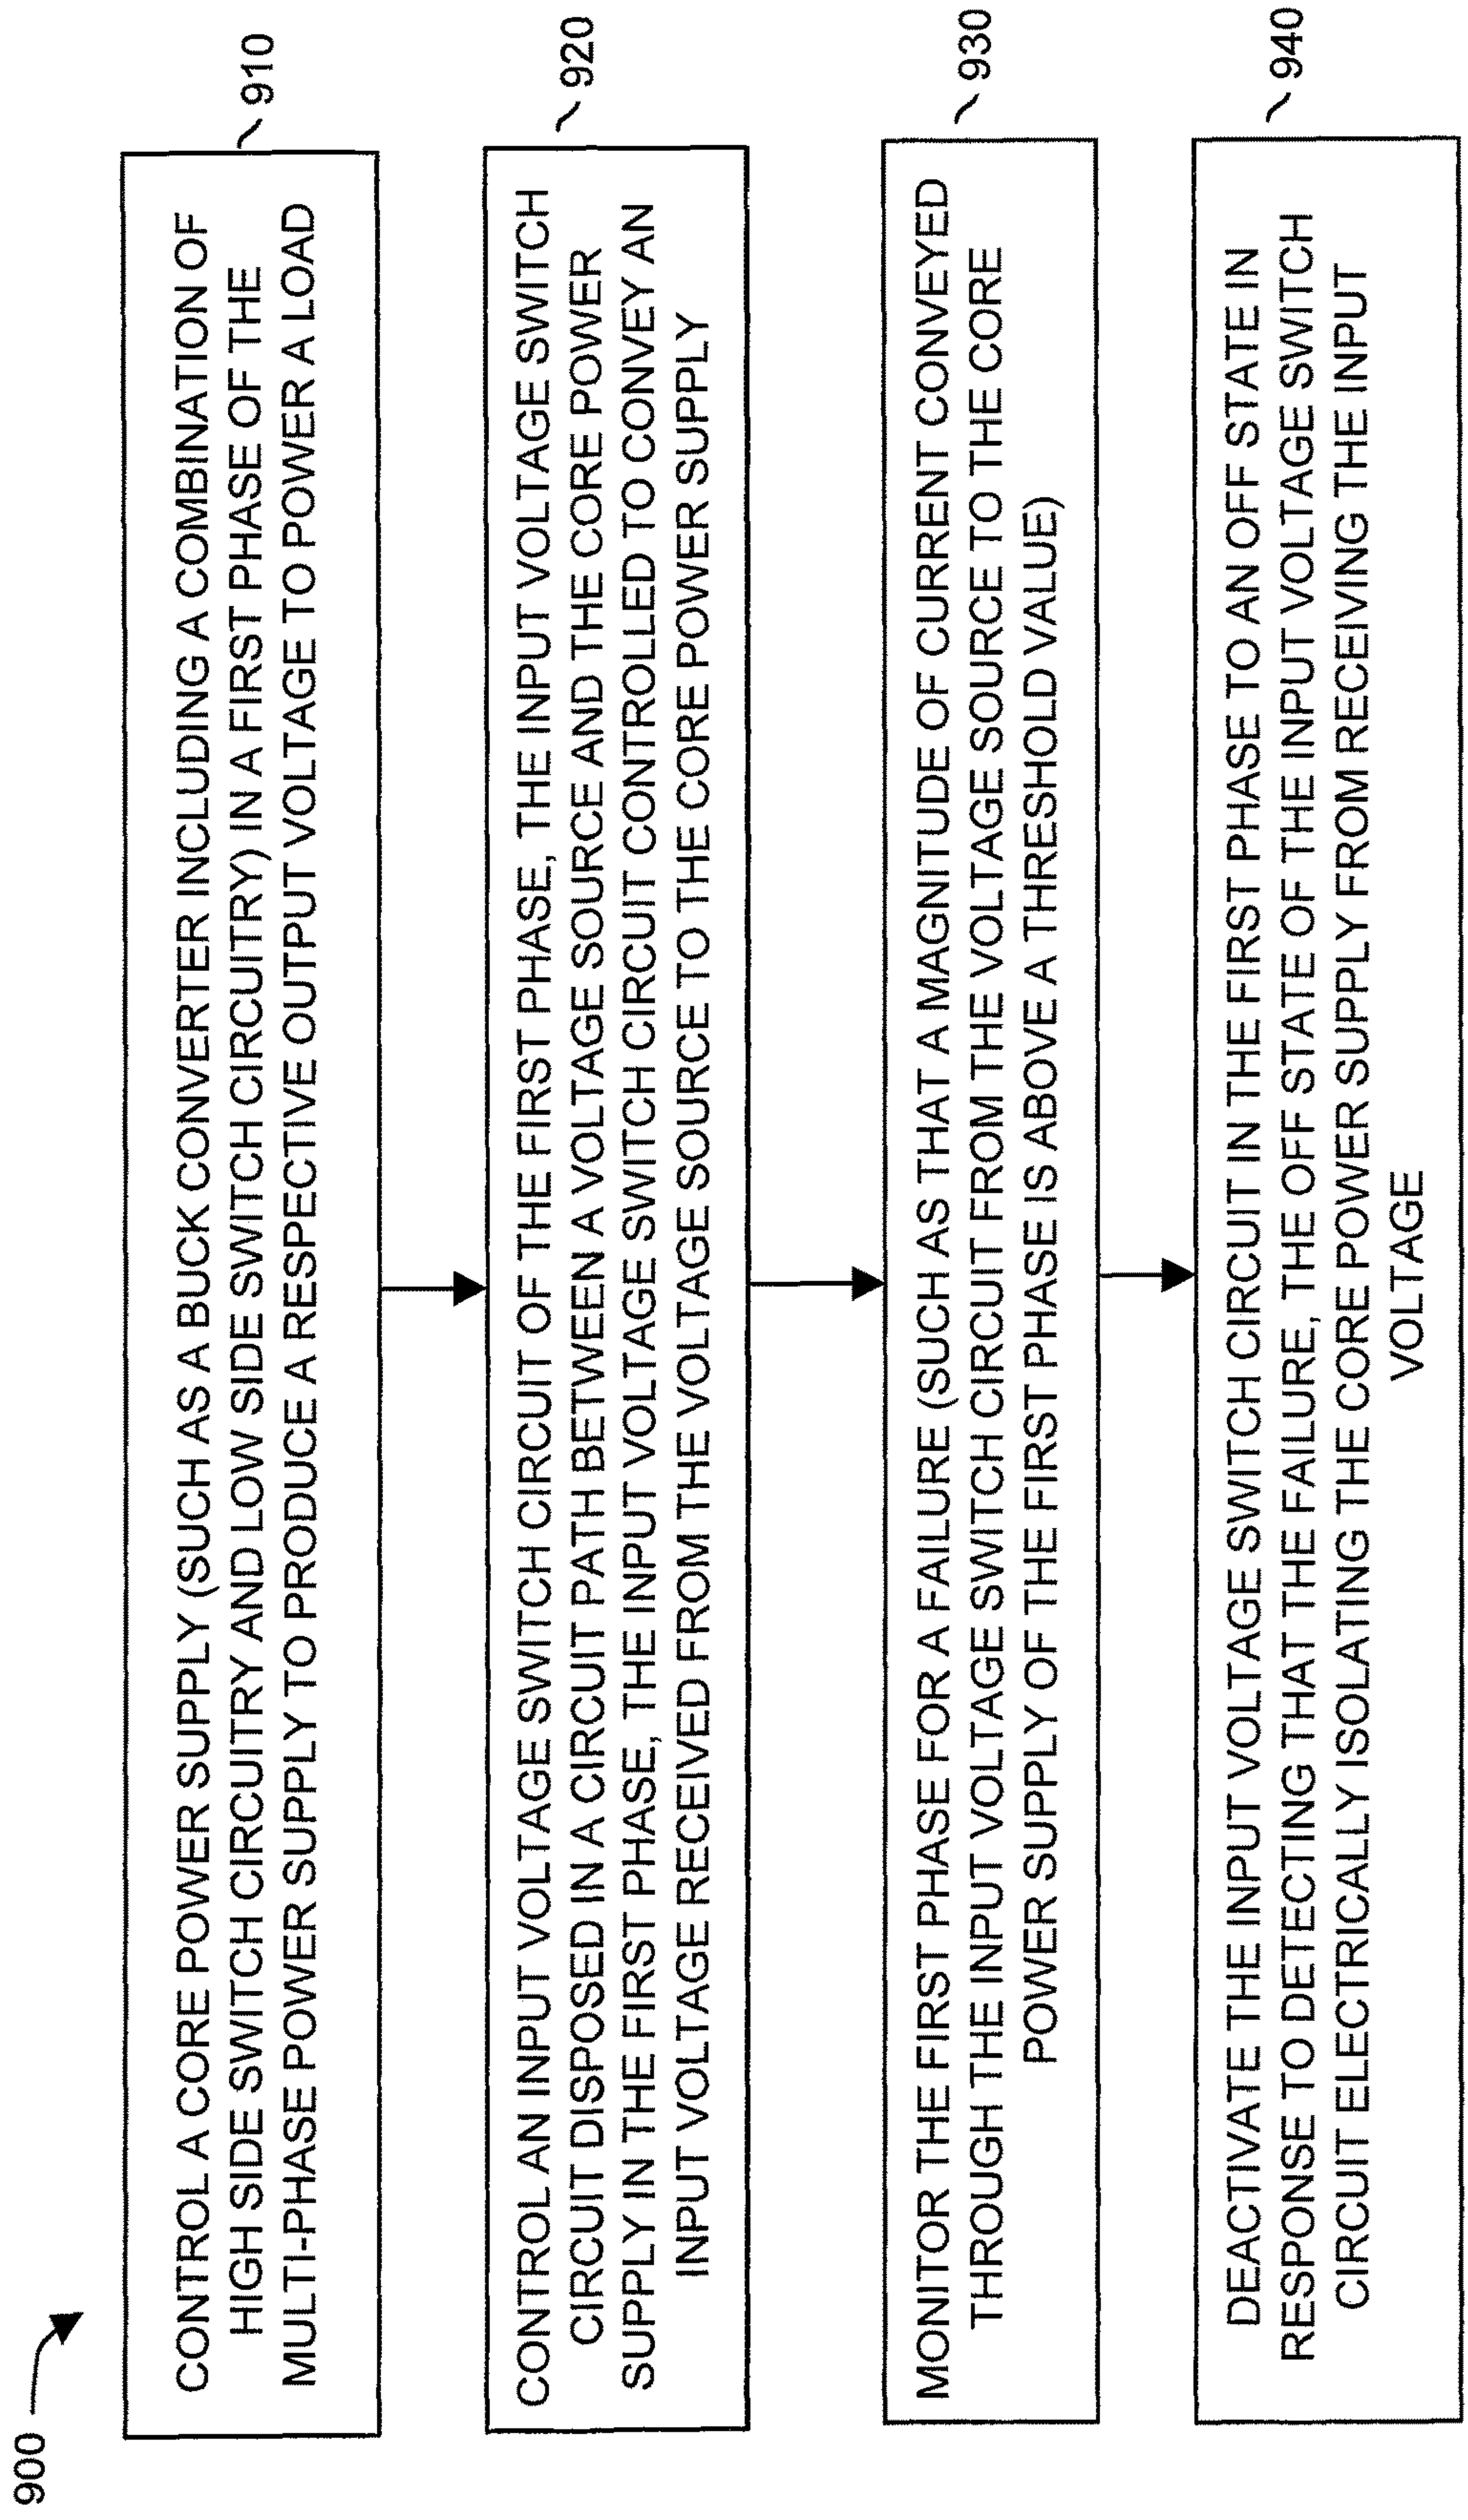 900
CONTROL A CORE POWER SUPPLY (SUCH AS A BUCK CONVERTER INCLUDING A COMBINATION OF
HIGH SIDE SWITCH CIRCUITRY AND LOW SIDE SWITCH CIRCUITRY) IN A FIRST PHASE OF THE
MULTI-PHASE POWER SUPPLY TO PRODUCE A RESPECTIVE OUTPUT VOLTAGE TO POWER A LOAD
910
CONTROL AN INPUT VOLTAGE SWITCH CIRCUIT OF THE FIRST PHASE, THE INPUT VOLTAGE SWITCH
CIRCUIT DISPOSED IN A CIRCUIT PATH BETWEEN A VOLTAGE SOURCE AND THE CORE POWER
SUPPLY IN THE FIRST PHASE, THE INPUT VOLTAGE SWITCH CIRCUIT CONTROLLED TO CONVEY AN
INPUT VOLTAGE RECEIVED FROM THE VOLTAGE SOURCE TO THE CORE POWER SUPPLY
920
MONITOR THE FIRST PHASE FOR A FAILURE (SUCH AS THAT A MAGNITUDE OF CURRENT CONVEYED
THROUGH THE INPUT VOLTAGE SWITCH CIRCUIT FROM THE VOLTAGE SOURCE TO THE CORE
POWER SUPPLY OF THE FIRST PHASE IS ABOVE A THRESHOLD VALUE)
930
DEACTIVATE THE INPUT VOLTAGE SWITCH CIRCUIT IN THE FIRST PHASE TO AN OFF STATE IN
RESPONSE TO DETECTING THAT THE FAILURE, THE OFF STATE OF THE INPUT VOLTAGE SWITCH
CIRCUIT ELECTRICALLY ISOLATING THE CORE POWER SUPPLY FROM RECEIVING THE INPUT
VOLTAGE
940